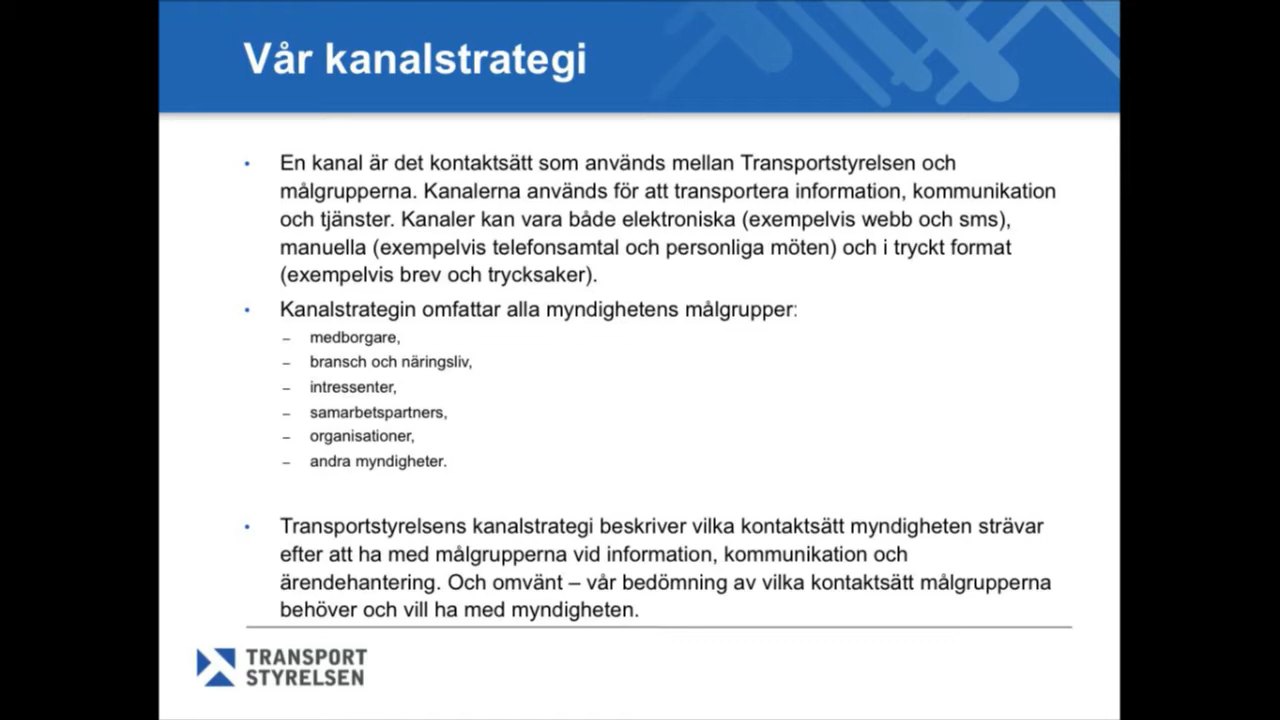 Vår kanalstrategi
• En kanal är det kontaktsätt som används mellan Transportstyrelsen och
målgrupperna. Kanalerna används för att transportera information, kommunikation
och tjänster. Kanaler kan vara både elektroniska (exempelvis webb och sms),
manuella (exempelvis telefonsamtal och personliga möten) och i tryckt format
(exempelvis brev och trycksaker).
• Kanalstrategin omfattar alla myndighetens målgrupper:
– medborgare,
– bransch och näringsliv,
– intressenter,
– samarbetspartners,
– organisationer,
– andra myndigheter.
• Transportstyrelsens kanalstrategi beskriver vilka kontaktsätt myndigheten strävar
efter att ha med målgrupperna vid information, kommunikation och
ärendehantering. Och omvänt – vår bedömning av vilka kontaktsätt målgrupperna
behöver och vill ha med myndigheten.
TRANSPORT
STYRELSEN